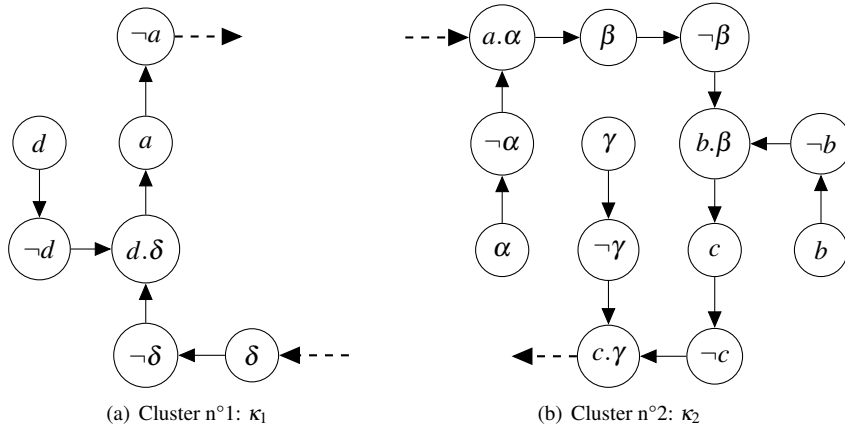 ¬a
a.α β ¬β
d a ¬α γ b.β ¬b
¬d d.δ α ¬γ c b
¬δ δ c.γ ¬c
(a) Cluster n°1: κ₁ (b) Cluster n°2: κ₂